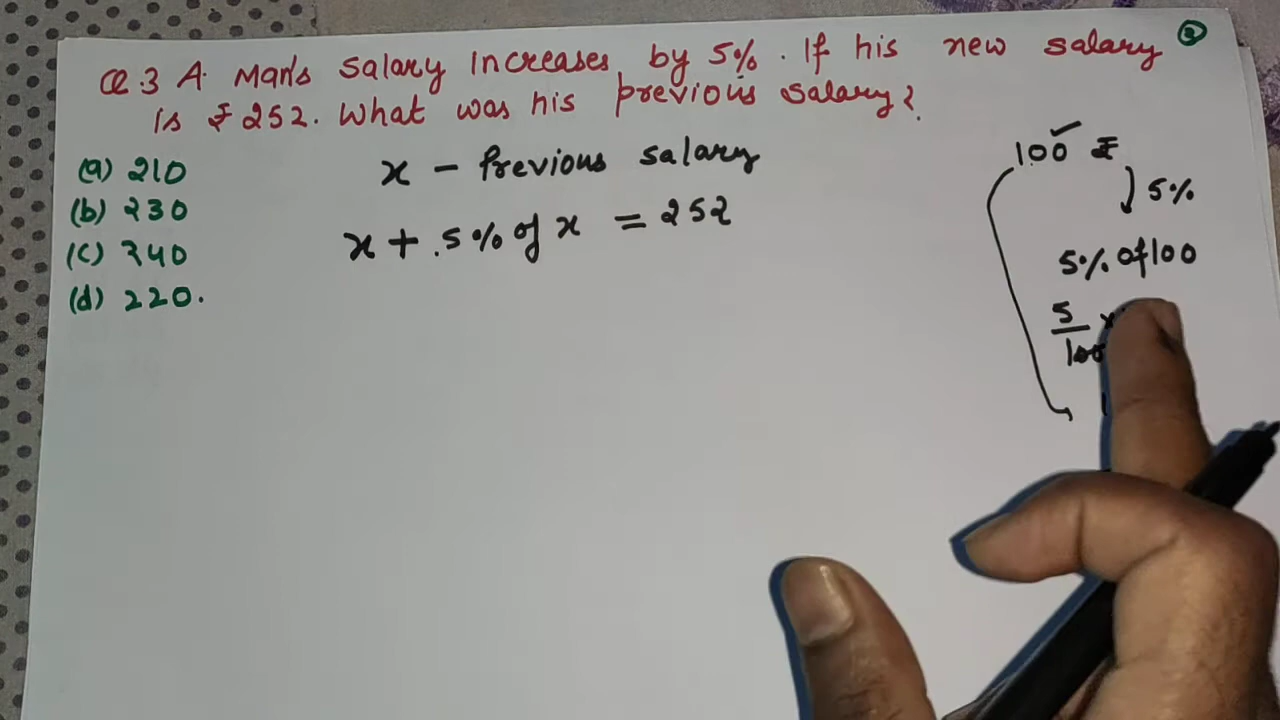 Q.3 A Man's salary increases by 5%. If his new salary ③
is ₹ 252. What was his previous salary?
(a) 210
(b) 230
(c) 240
(d) 220.
x - Previous salary
x + 5% of x = 252
100 ₹
5%
5% of 100
5
100